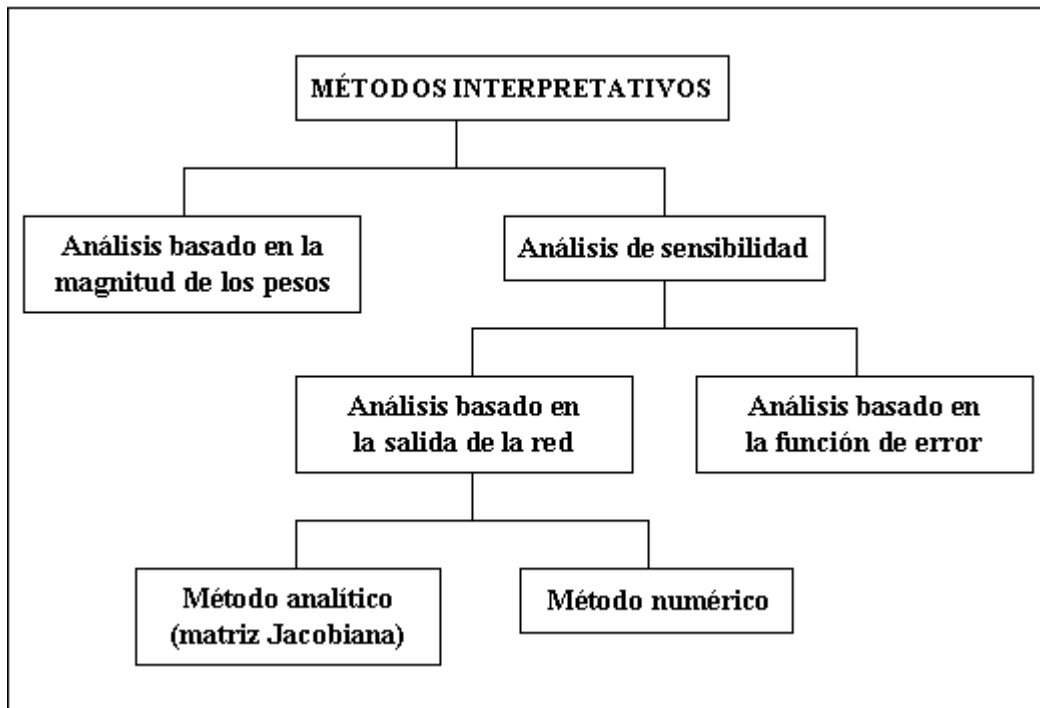 MÉTODOS INTERPRETATIVOS
Análisis basado en la
magnitud de los pesos
Análisis de sensibilidad
Análisis basado en
la salida de la red
Análisis basado en
la función de error
Método analítico
(matriz Jacobiana)
Método numérico